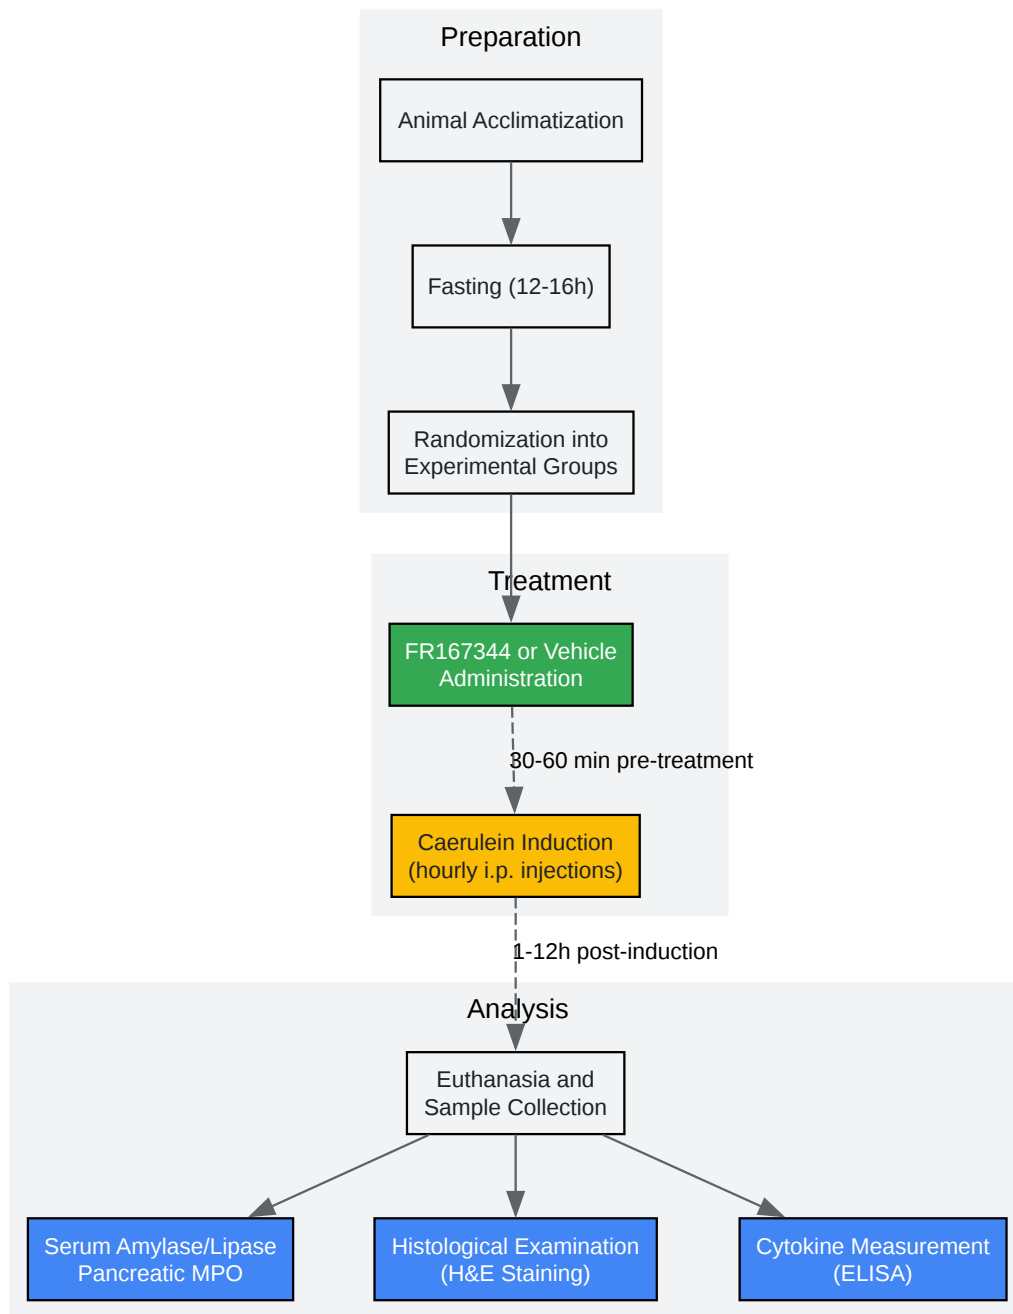 Preparation
Animal Acclimatization
Fasting (12-16h)
Randomization into
Experimental Groups
Treatment
FR167344 or Vehicle
Administration
30-60 min pre-treatment
Caerulein Induction
(hourly i.p. injections)
1-12h post-induction
Analysis
Euthanasia and
Sample Collection
Serum Amylase/Lipase
Pancreatic MPO
Histological Examination
(H&E Staining)
Cytokine Measurement
(ELISA)